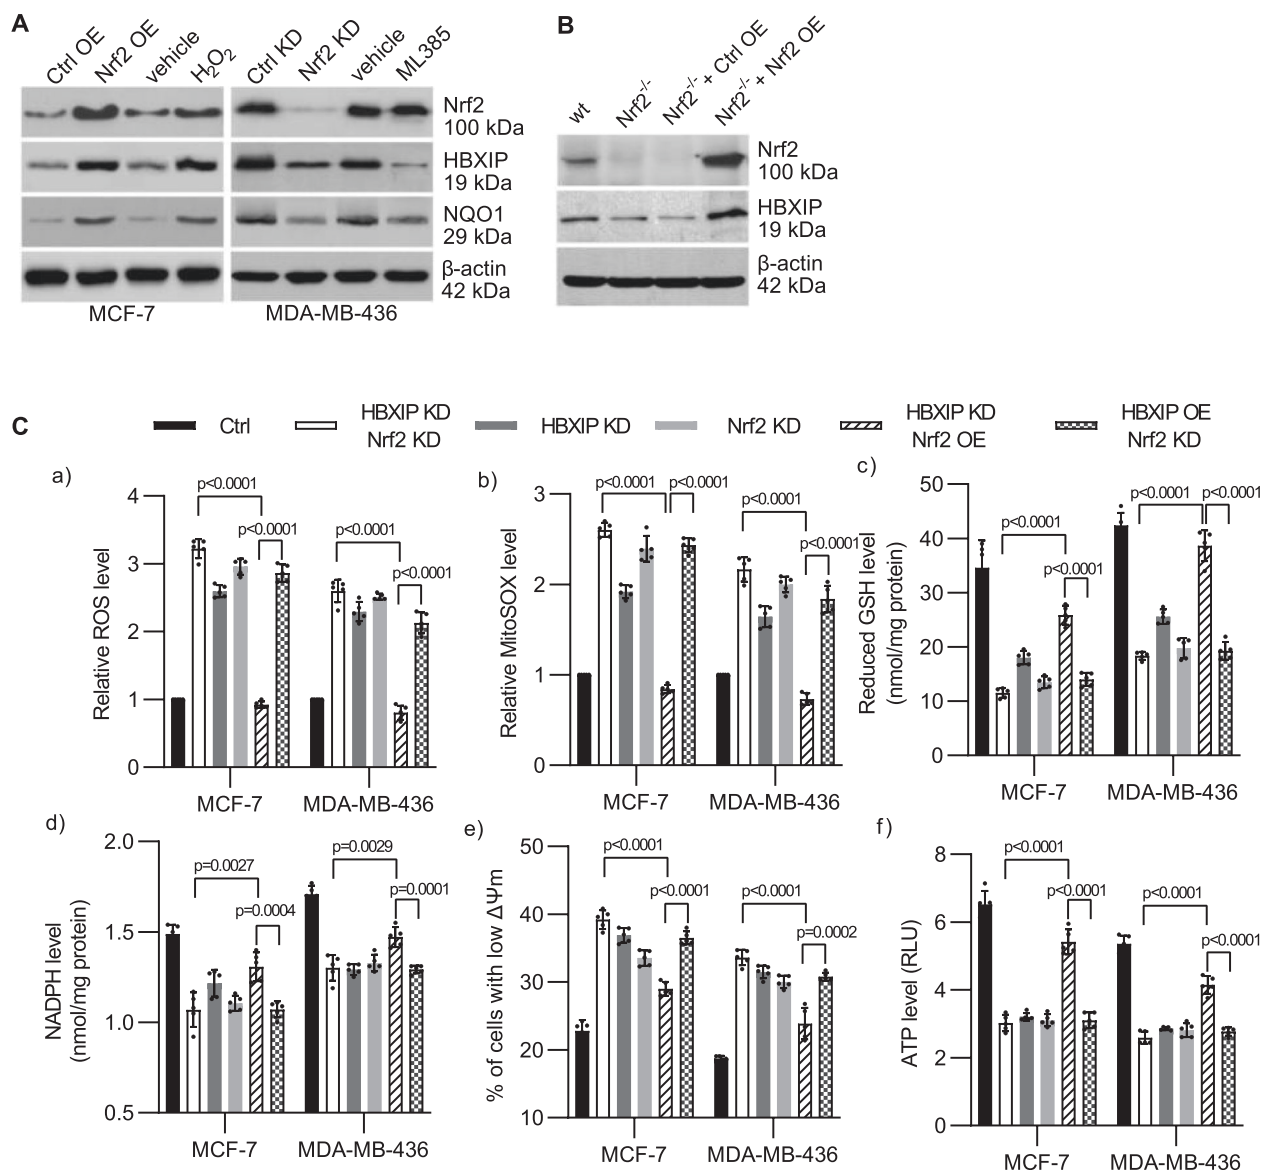 A
Ctrl OE
Nrf2 OE
vehicle
H₂O₂
Ctrl KD
Nrf2 KD
vehicle
ML385
Nrf2
100 kDa
HBXIP
19 kDa
NQO1
29 kDa
β-actin
42 kDa
MCF-7
MDA-MB-436
B
wt
Nrf2⁻/⁻
Nrf2⁻/⁻ + Ctrl OE
Nrf2⁻/⁻ + Nrf2 OE
Nrf2
100 kDa
HBXIP
19 kDa
β-actin
42 kDa
C
Ctrl
HBXIP KD
Nrf2 KD
HBXIP KD
Nrf2 KD
HBXIP KD
Nrf2 OE
HBXIP OE
Nrf2 KD
a)
Relative ROS level
4
3
2
1
0
p<0.0001
p<0.0001
p<0.0001
p<0.0001
MCF-7
MDA-MB-436
b)
Relative MitoSOX level
3
2
1
0
p<0.0001
p<0.0001
p<0.0001
p<0.0001
MCF-7
MDA-MB-436
c)
Reduced GSH level
(nmol/mg protein)
50
40
30
20
10
0
p<0.0001
p<0.0001
p<0.0001
p<0.0001
MCF-7
MDA-MB-436
d)
NADPH level
(nmol/mg protein)
2.0
1.5
1.0
0.5
p=0.0027
p=0.0004
p=0.0029
p=0.0001
MCF-7
MDA-MB-436
e)
% of cells with low ΔΨm
50
40
30
20
10
p<0.0001
p<0.0001
p<0.0001
p=0.0002
MCF-7
MDA-MB-436
f)
ATP level (RLU)
8
6
4
2
0
p<0.0001
p<0.0001
p<0.0001
p<0.0001
MCF-7
MDA-MB-436